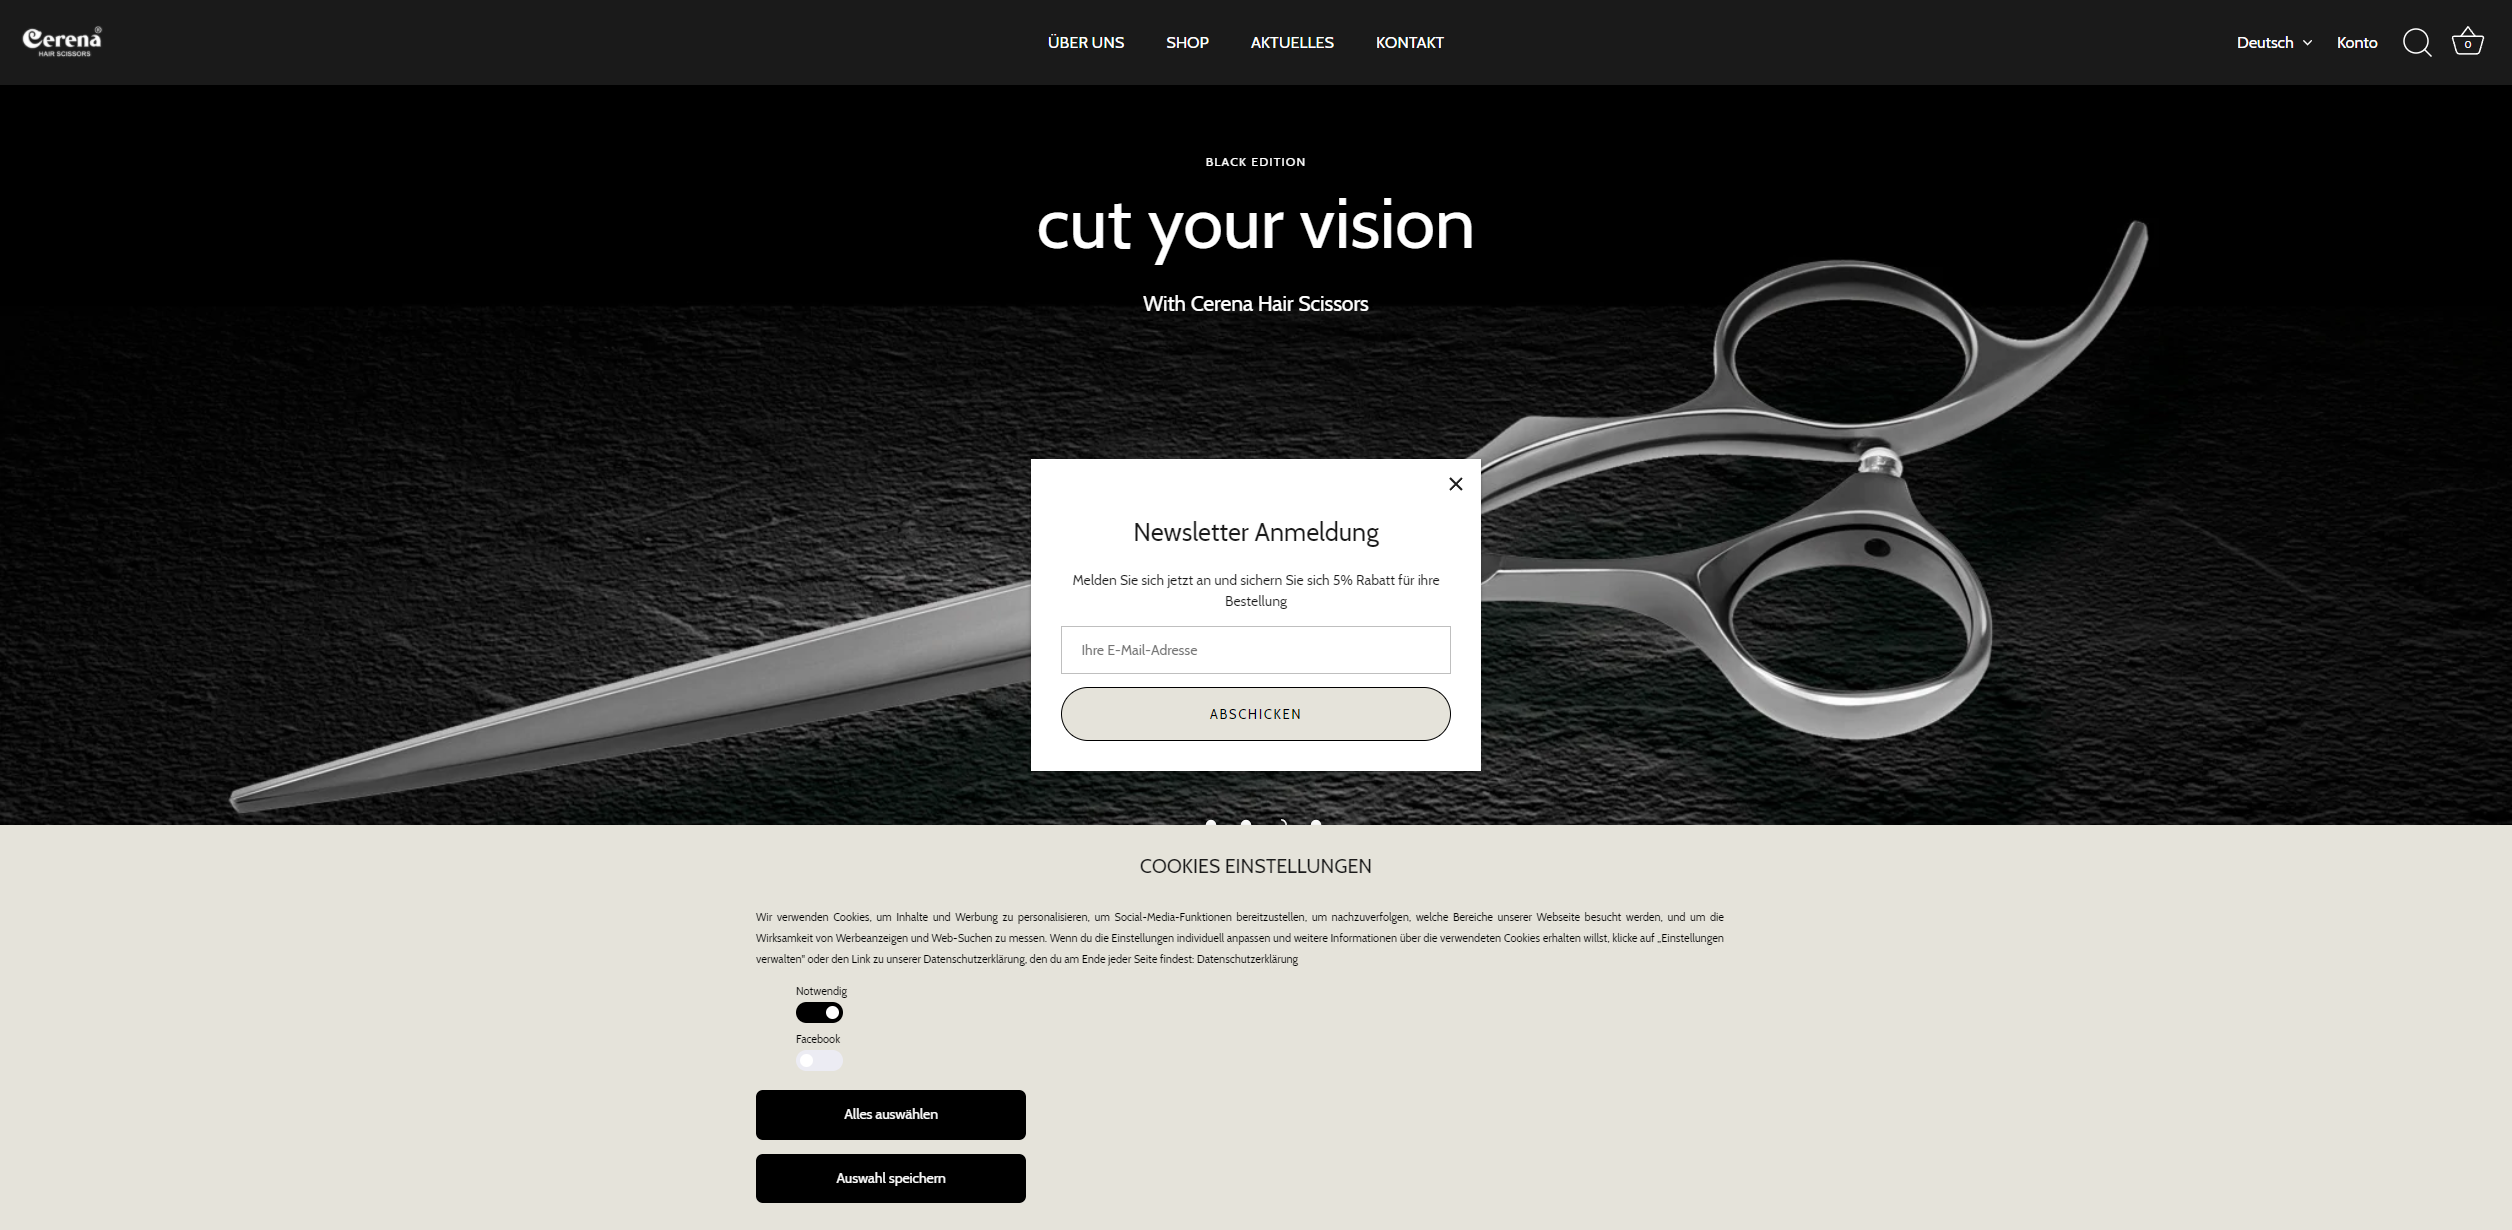 Cerena®
HAIR SCISSORS
ÜBER UNS
SHOP
AKTUELLES
KONTAKT
Deutsch
Konto
0
BLACK EDITION
cut your vision
With Cerena Hair Scissors
Newsletter Anmeldung
Melden Sie sich jetzt an und sichern Sie sich 5% Rabatt für ihre
Bestellung
Ihre E-Mail-Adresse
ABSCHICKEN
COOKIES EINSTELLUNGEN
Wir verwenden Cookies, um Inhalte und Werbung zu personalisieren, um Social-Media-Funktionen bereitzustellen, um nachzuverfolgen, welche Bereiche unserer Webseite besucht werden, und um die
Wirksamkeit von Werbeanzeigen und Web-Suchen zu messen. Wenn du die Einstellungen individuell anpassen und weitere Informationen über die verwendeten Cookies erhalten willst, klicke auf „Einstellungen
verwalten" oder den Link zu unserer Datenschutzerklärung, den du am Ende jeder Seite findest: Datenschutzerklärung
Notwendig
Facebook
Alles auswählen
Auswahl speichern